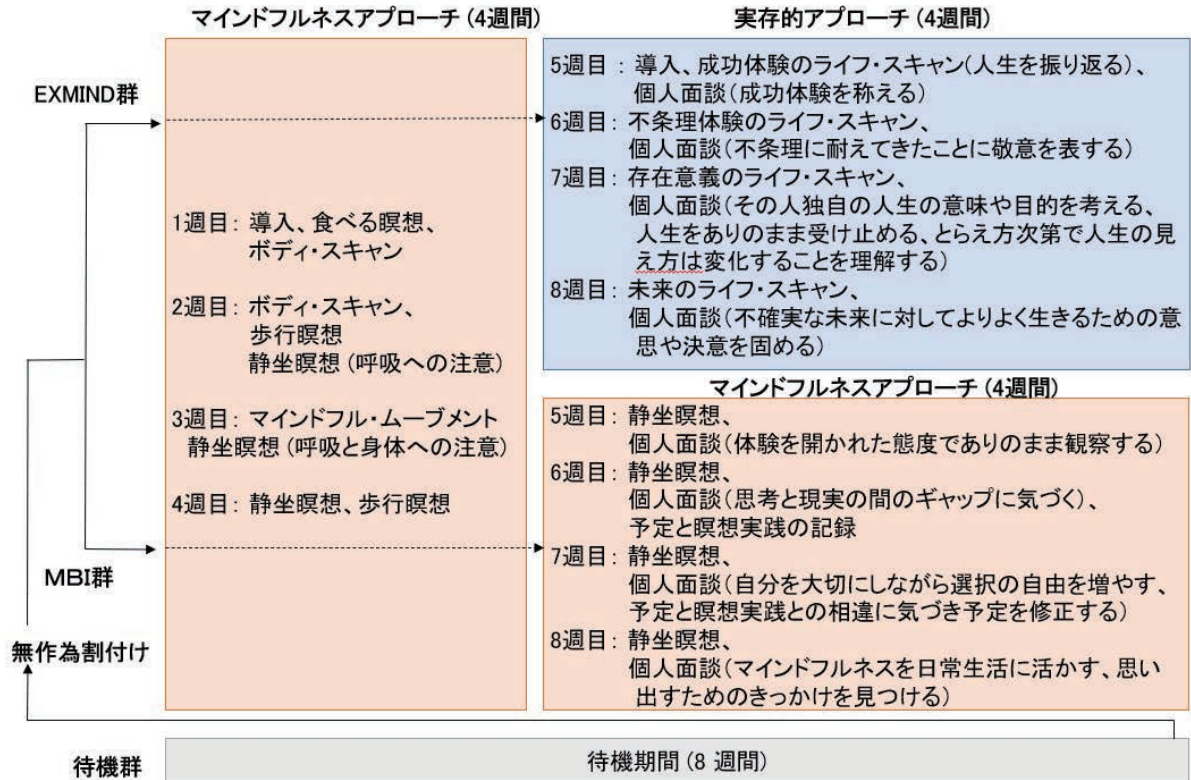 マインドフルネスアプローチ (4週間)
EXMIND群
1週目： 導入、食べる瞑想、
ボディ・スキャン
2週目： ボディ・スキャン、
歩行瞑想
静坐瞑想 (呼吸への注意)
3週目： マインドフル・ムーブメント
静坐瞑想 (呼吸と身体への注意)
4週目： 静坐瞑想、歩行瞑想
MBI群
無作為割付け
実存的アプローチ (4週間)
5週目 ： 導入、成功体験のライフ・スキャン(人生を振り返る)、
個人面談(成功体験を称える)
6週目： 不条理体験のライフ・スキャン、
個人面談(不条理に耐えてきたことに敬意を表する)
7週目： 存在意義のライフ・スキャン、
個人面談(その人独自の人生の意味や目的を考える、
人生をありのまま受け止める、とらえ方次第で人生の見
え方は変化することを理解する)
8週目： 未来のライフ・スキャン、
個人面談(不確実な未来に対してよりよく生きるための意
思や決意を固める)
マインドフルネスアプローチ (4週間)
5週目： 静坐瞑想、
個人面談(体験を開かれた態度でありのまま観察する)
6週目： 静坐瞑想、
個人面談(思考と現実の間のギャップに気づく)、
予定と瞑想実践の記録
7週目： 静坐瞑想、
個人面談(自分を大切にしながら選択の自由を増やす、
予定と瞑想実践との相違に気づき予定を修正する)
8週目： 静坐瞑想、
個人面談(マインドフルネスを日常生活に活かす、思い
出すためのきっかけを見つける)
待機群
待機期間 (8 週間)